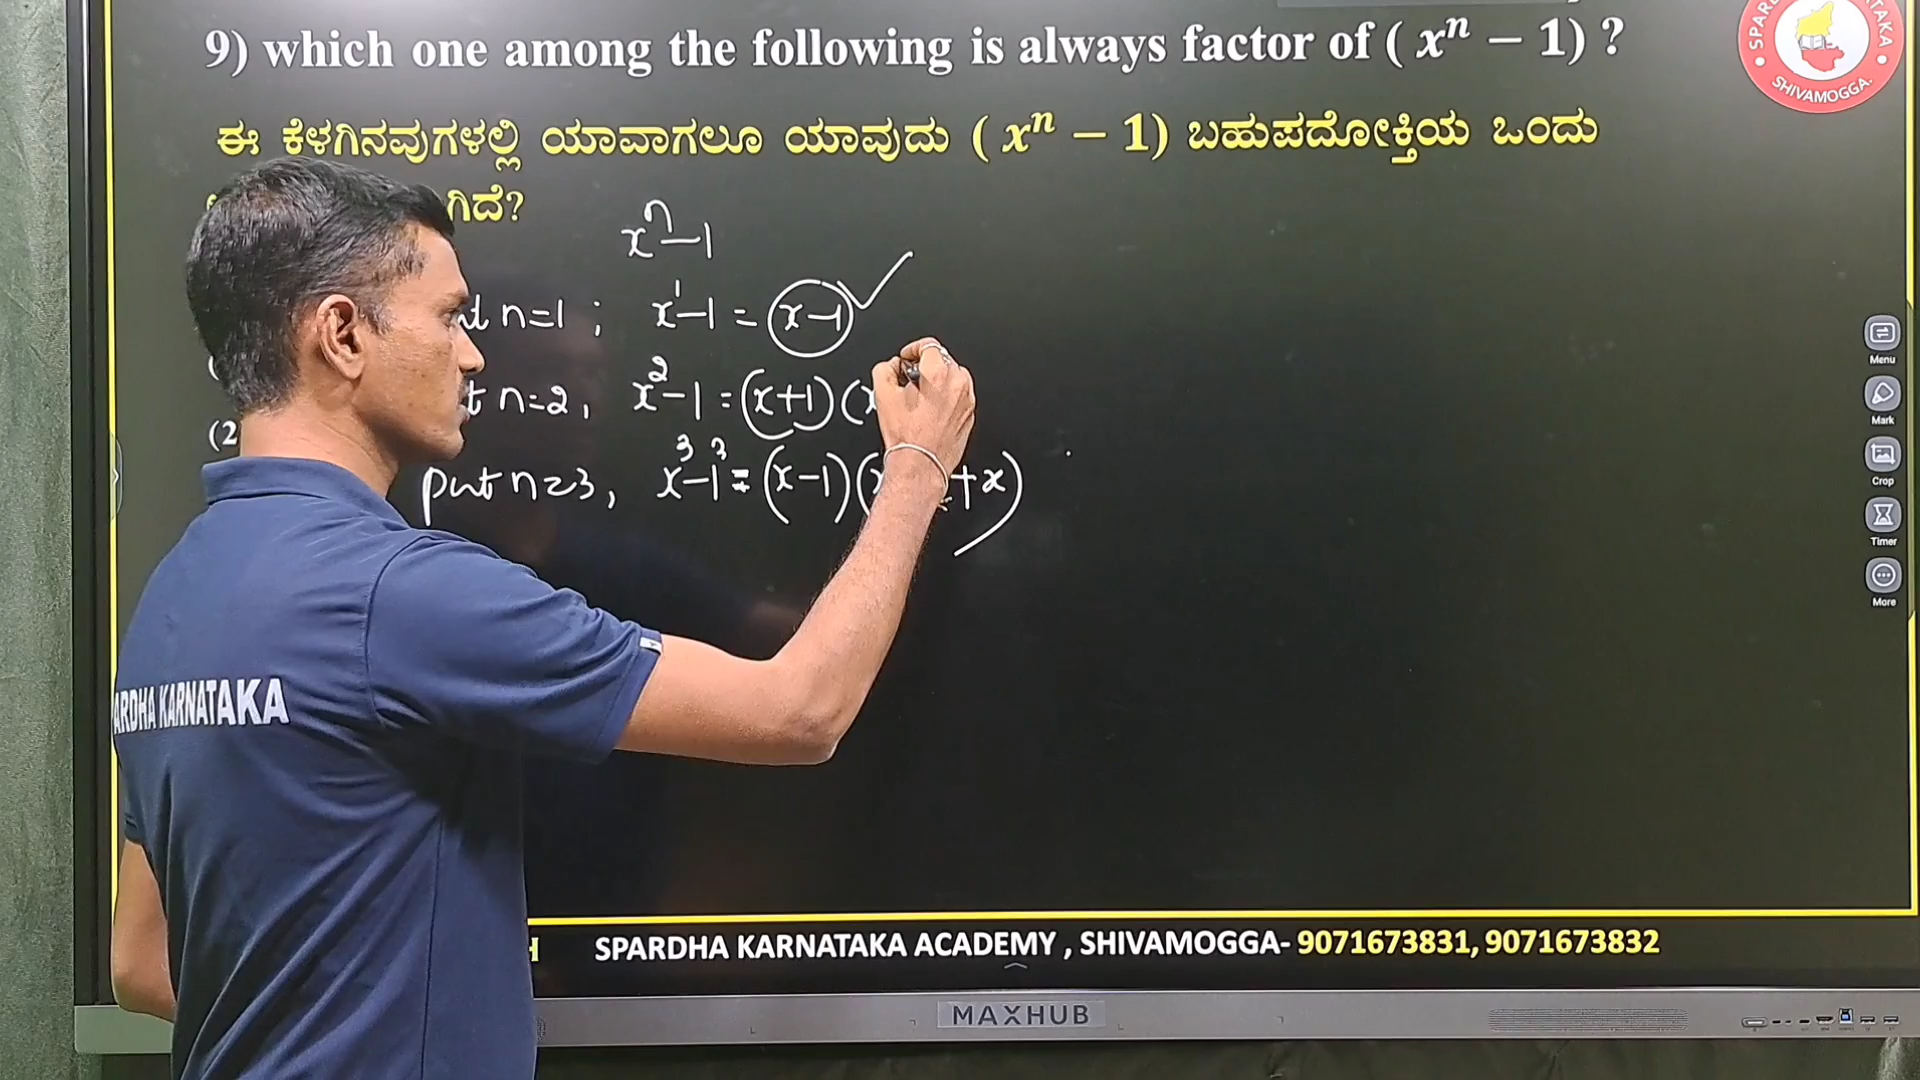 9) which one among the following is always factor of ( xⁿ − 1) ?
ಈ ಕೆಳಗಿನವುಗಳಲ್ಲಿ ಯಾವಾಗಲೂ ಯಾವುದು ( xⁿ − 1) ಬಹುಪದೋಕ್ತಿಯ ಒಂದು
ಗಿದೆ?
xⁿ−1
n=1 ; x¹−1 = (x−1) ✓
n=2, x²−1 = (x+1)(x
(2
put n=3, x³−1³ = (x−1)( +x)
Menu
Mark
Crop
Timer
More
ARDHA KARNATAKA
SPARDHA KARNATAKA ACADEMY , SHIVAMOGGA- 9071673831, 9071673832
MAXHUB
SHIVAMOGGA.